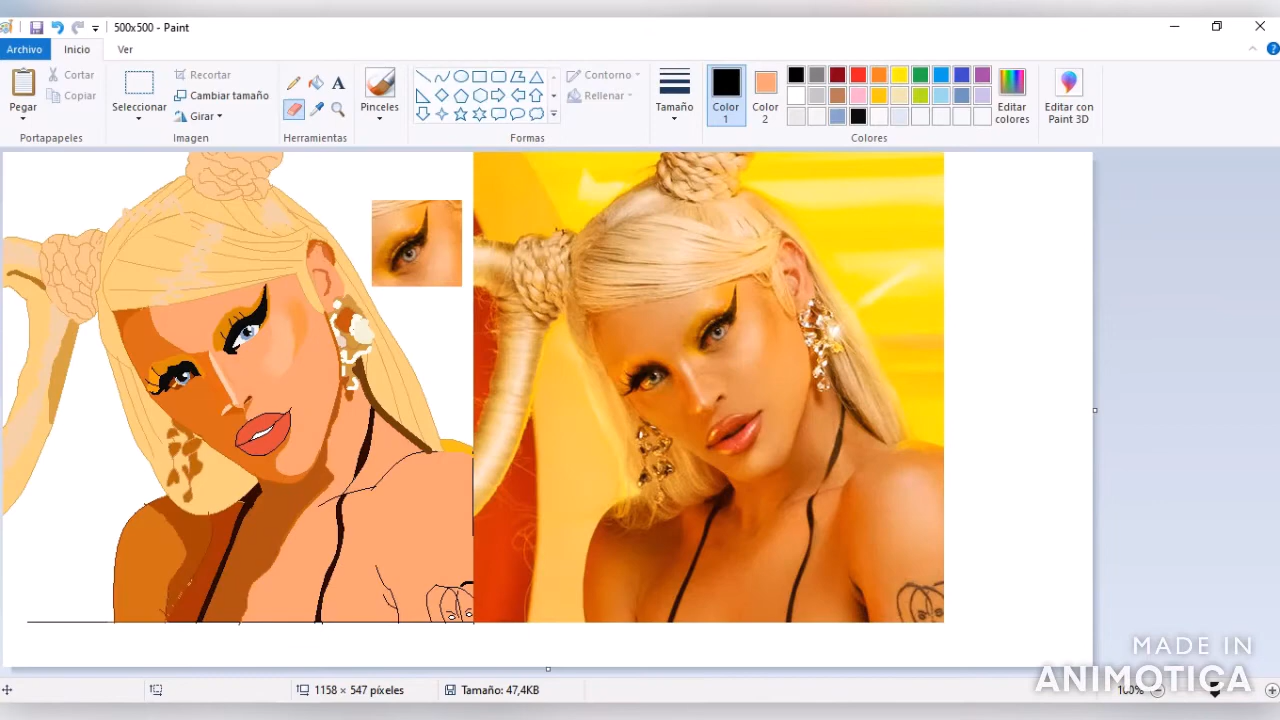 500x500 - Paint
Archivo
Inicio
Ver
Pegar
Cortar
Copiar
Portapapeles
Seleccionar
Recortar
Cambiar tamaño
Girar
Imagen
A
Herramientas
Pinceles
Contorno
Rellenar
Formas
Tamaño
Color
1
Color
2
Editar
colores
Colores
Editar con
Paint 3D
1158 × 547 píxeles
Tamaño: 47,4KB
100%
MADE IN
ANIMOTICA